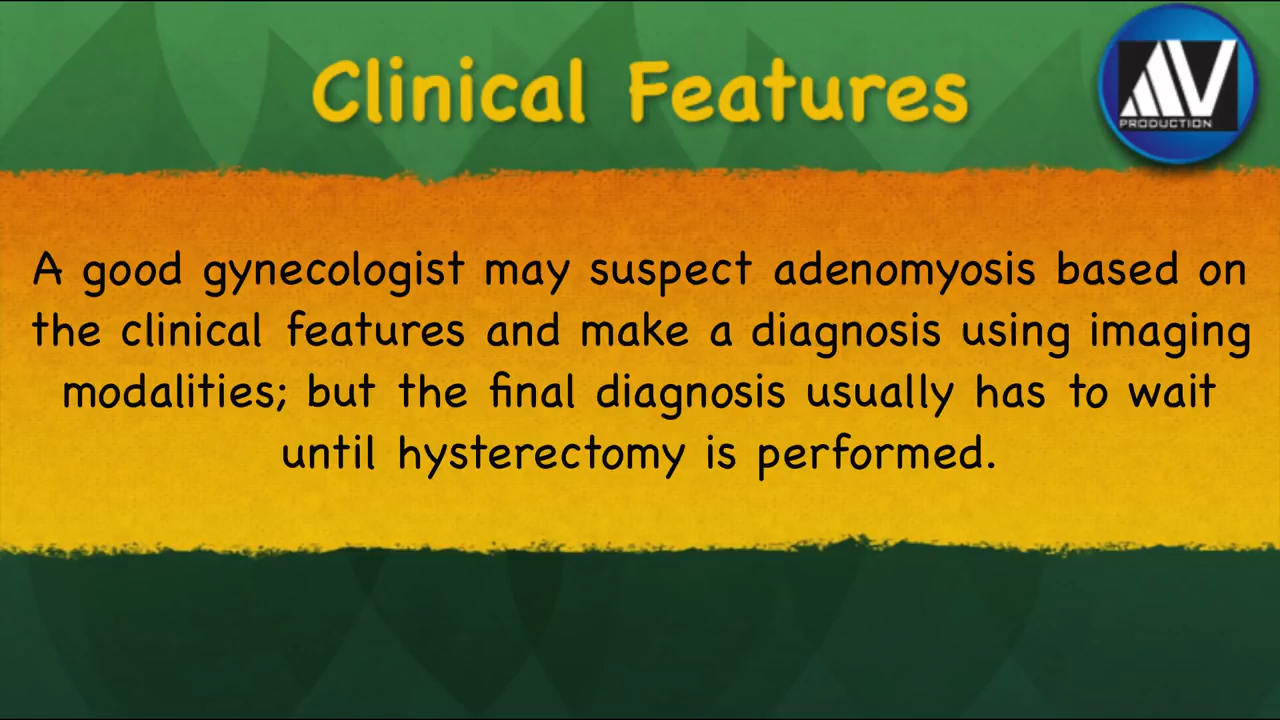 Clinical Features
AV
PRODUCTION
A good gynecologist may suspect adenomyosis based on
the clinical features and make a diagnosis using imaging
modalities; but the final diagnosis usually has to wait
until hysterectomy is performed.